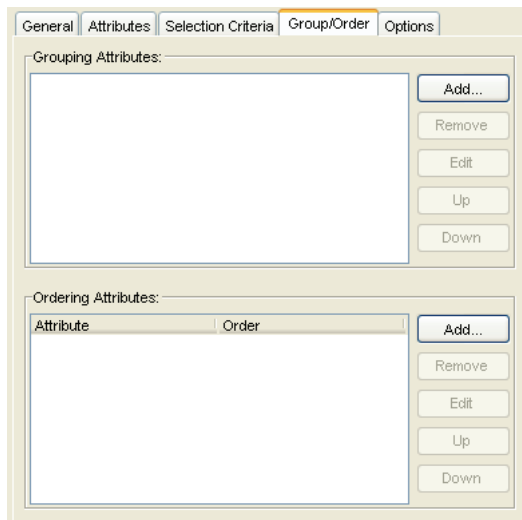 General Attributes Selection Criteria Group/Order Options
Grouping Attributes:
Add...
Remove
Edit
Up
Down
Ordering Attributes:
Attribute Order
Add...
Remove
Edit
Up
Down